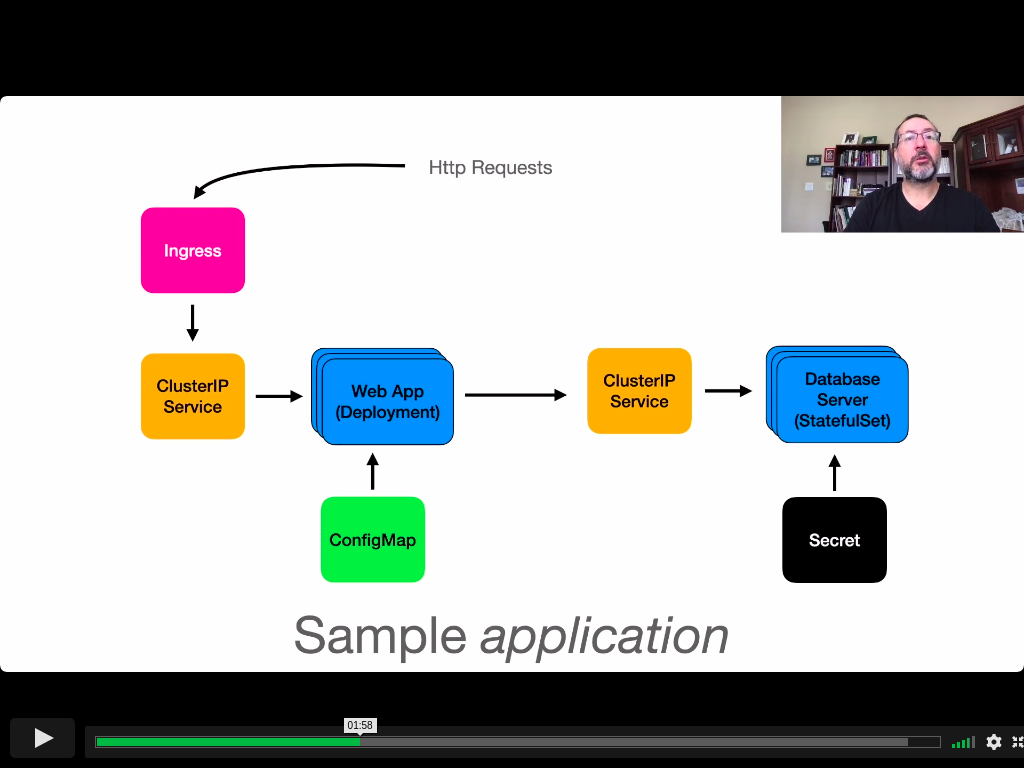 Http Requests
Ingress
ClusterIP
Service
Web App
(Deployment)
ClusterIP
Service
Database
Server
(StatefulSet)
ConfigMap
Secret
Sample application
01:58